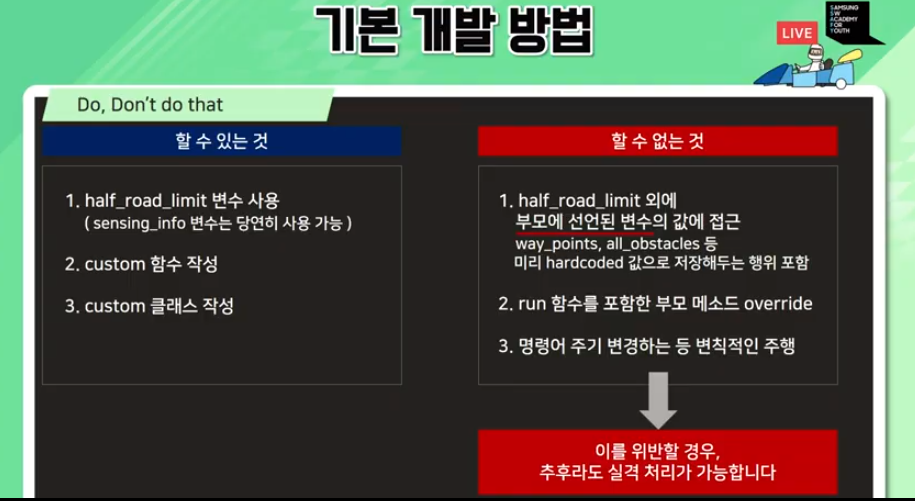 기본 개발 방법
LIVE
SAMSUNG
SW
ACADEMY
FOR
YOUTH
Do, Don't do that
할 수 있는 것
1. half_road_limit 변수 사용
( sensing_info 변수는 당연히 사용 가능 )
2. custom 함수 작성
3. custom 클래스 작성
할 수 없는 것
1. half_road_limit 외에
부모에 선언된 변수의 값에 접근
way_points, all_obstacles 등
미리 hardcoded 값으로 저장해두는 행위 포함
2. run 함수를 포함한 부모 메소드 override
3. 명령어 주기 변경하는 등 변칙적인 주행
이를 위반할 경우,
추후라도 실격 처리가 가능합니다